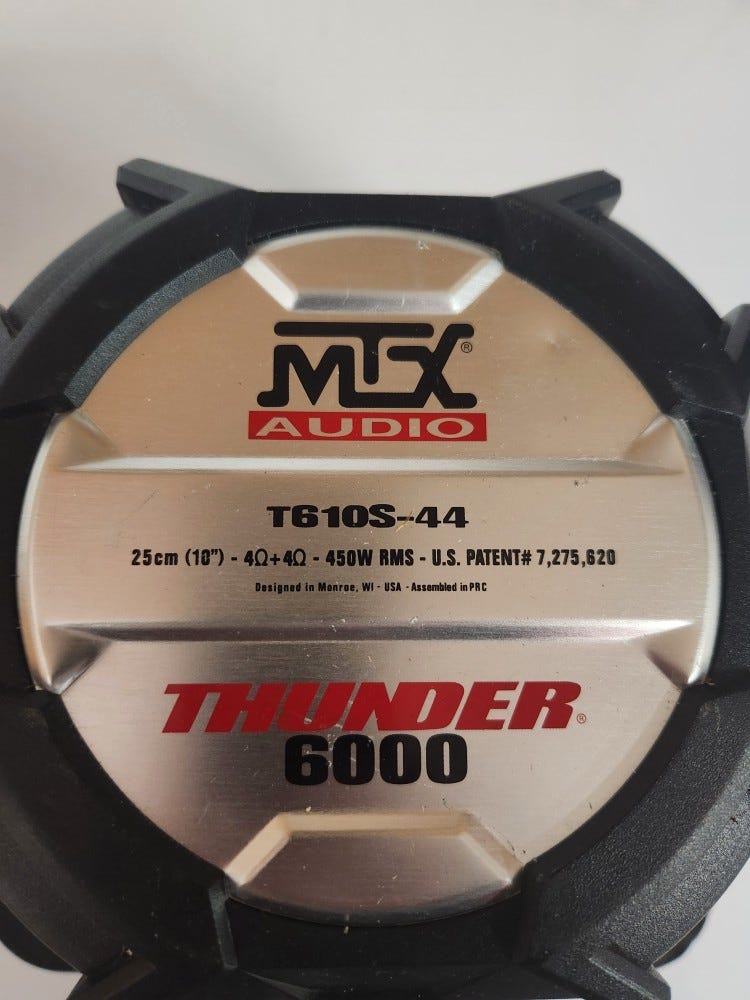 MTX®
AUDIO
T610S-44
25cm (10") - 4Ω+4Ω - 450W RMS - U.S. PATENT# 7,275,620
Designed in Monroe, WI - USA - Assembled in PRC
THUNDER®
6000